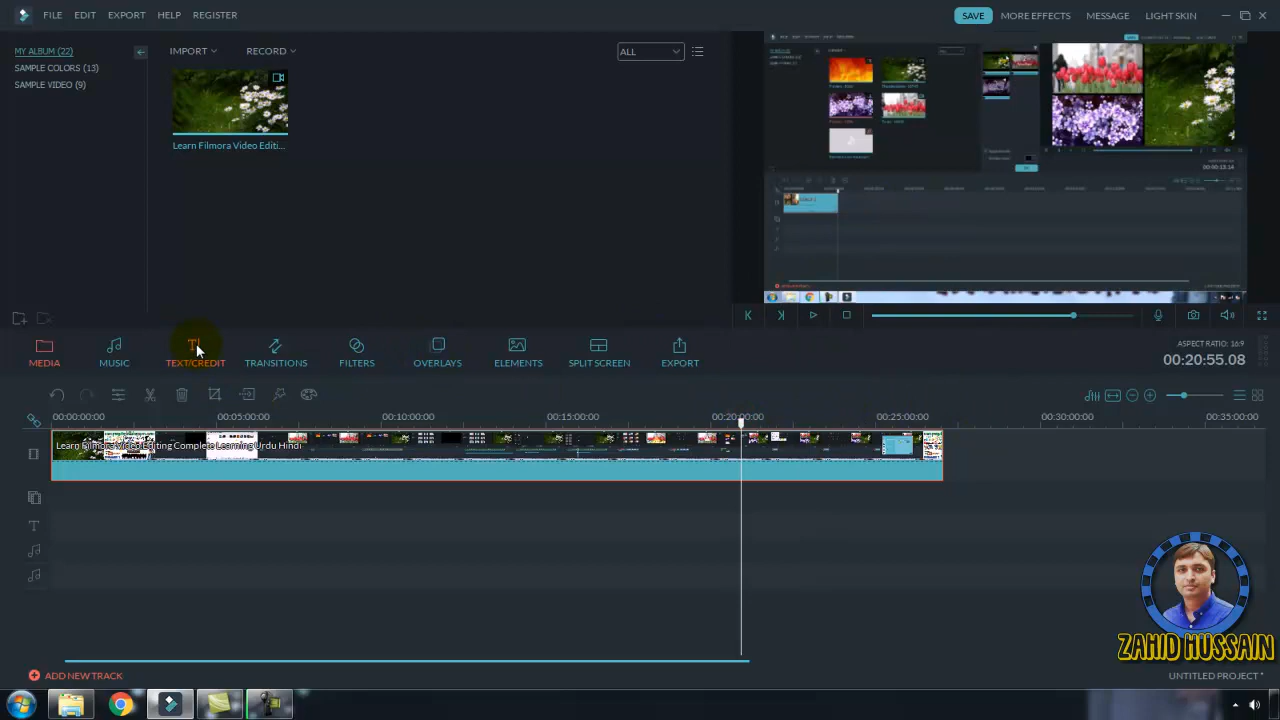 FILE EDIT EXPORT HELP REGISTER SAVE MORE EFFECTS MESSAGE LIGHT SKIN
MY ALBUM (22) IMPORT RECORD ALL
SAMPLE COLORS (13)
SAMPLE VIDEO (9)
Learn Filmora Video Editi...
MEDIA MUSIC TEXT/CREDIT TRANSITIONS FILTERS OVERLAYS ELEMENTS SPLIT SCREEN EXPORT
ASPECT RATIO: 16:9
00:20:55.08
00:00:00:00 00:05:00:00 00:10:00:00 00:15:00:00 00:20:00:00 00:25:00:00 00:30:00:00 00:35:00:00
Learn Filmora Video Editing Complete Learning Urdu Hindi
ZAHID HUSSAIN
ADD NEW TRACK UNTITLED PROJECT *